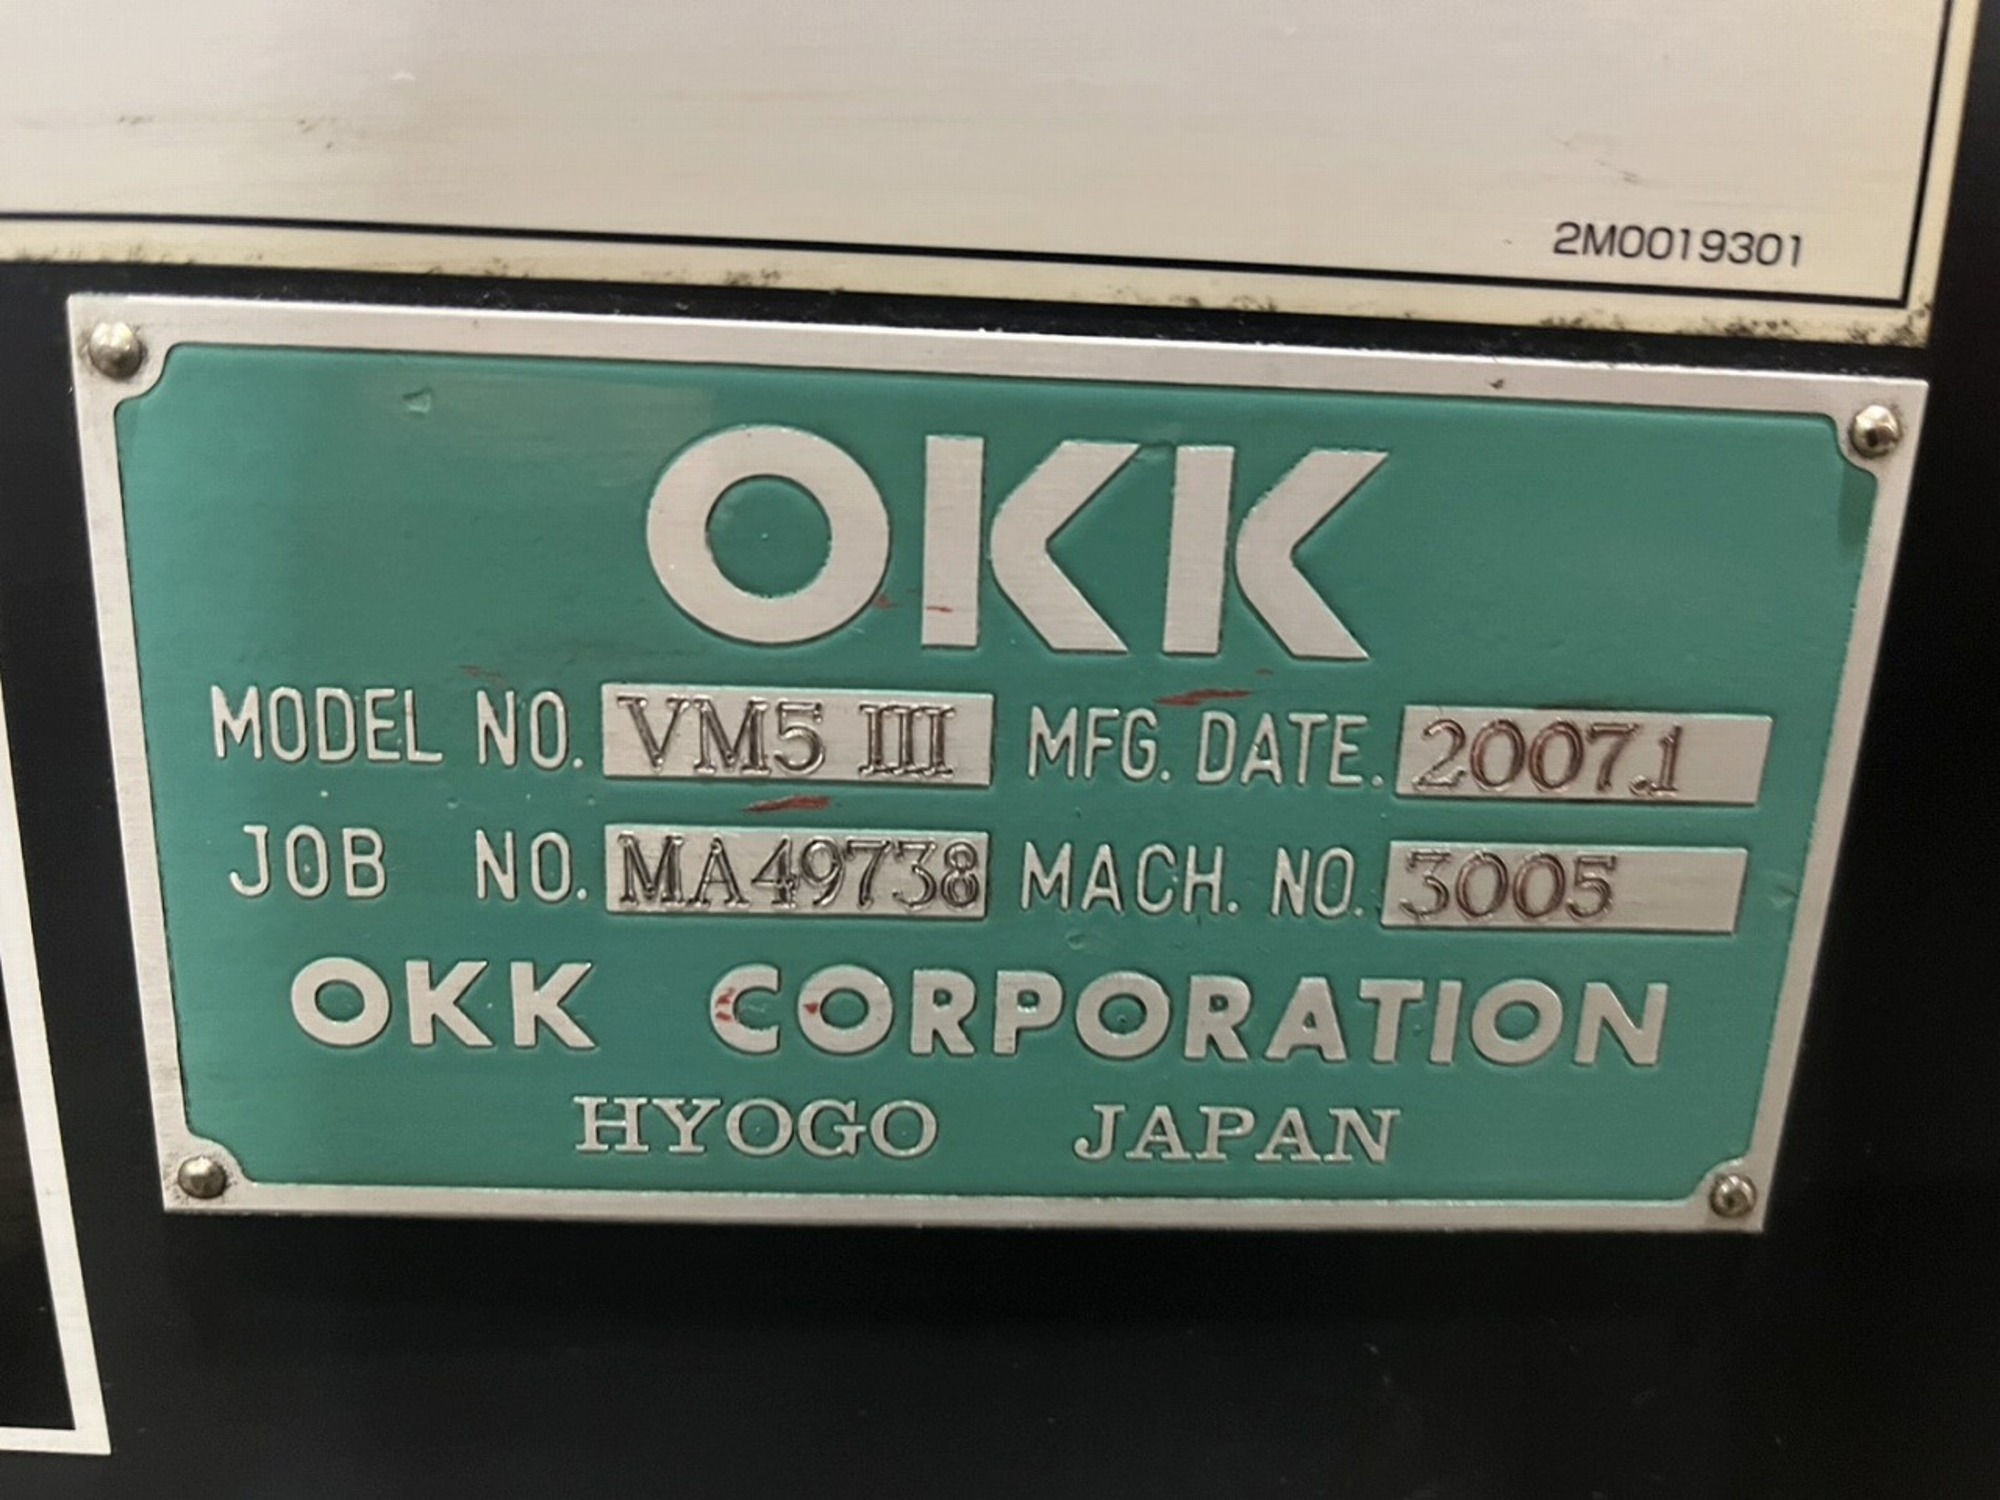 2M0019301
OKK
MODEL NO. VM5 III MFG. DATE. 2007.1
JOB NO. MA49738 MACH. NO. 3005
OKK CORPORATION
HYOGO JAPAN